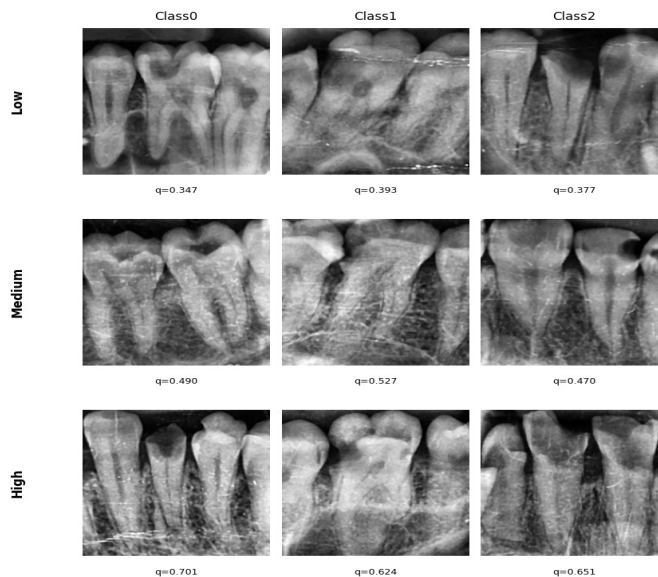 Class0 Class1 Class2
Low
q=0.347 q=0.393 q=0.377
Medium
q=0.490 q=0.527 q=0.470
High
q=0.701 q=0.624 q=0.651